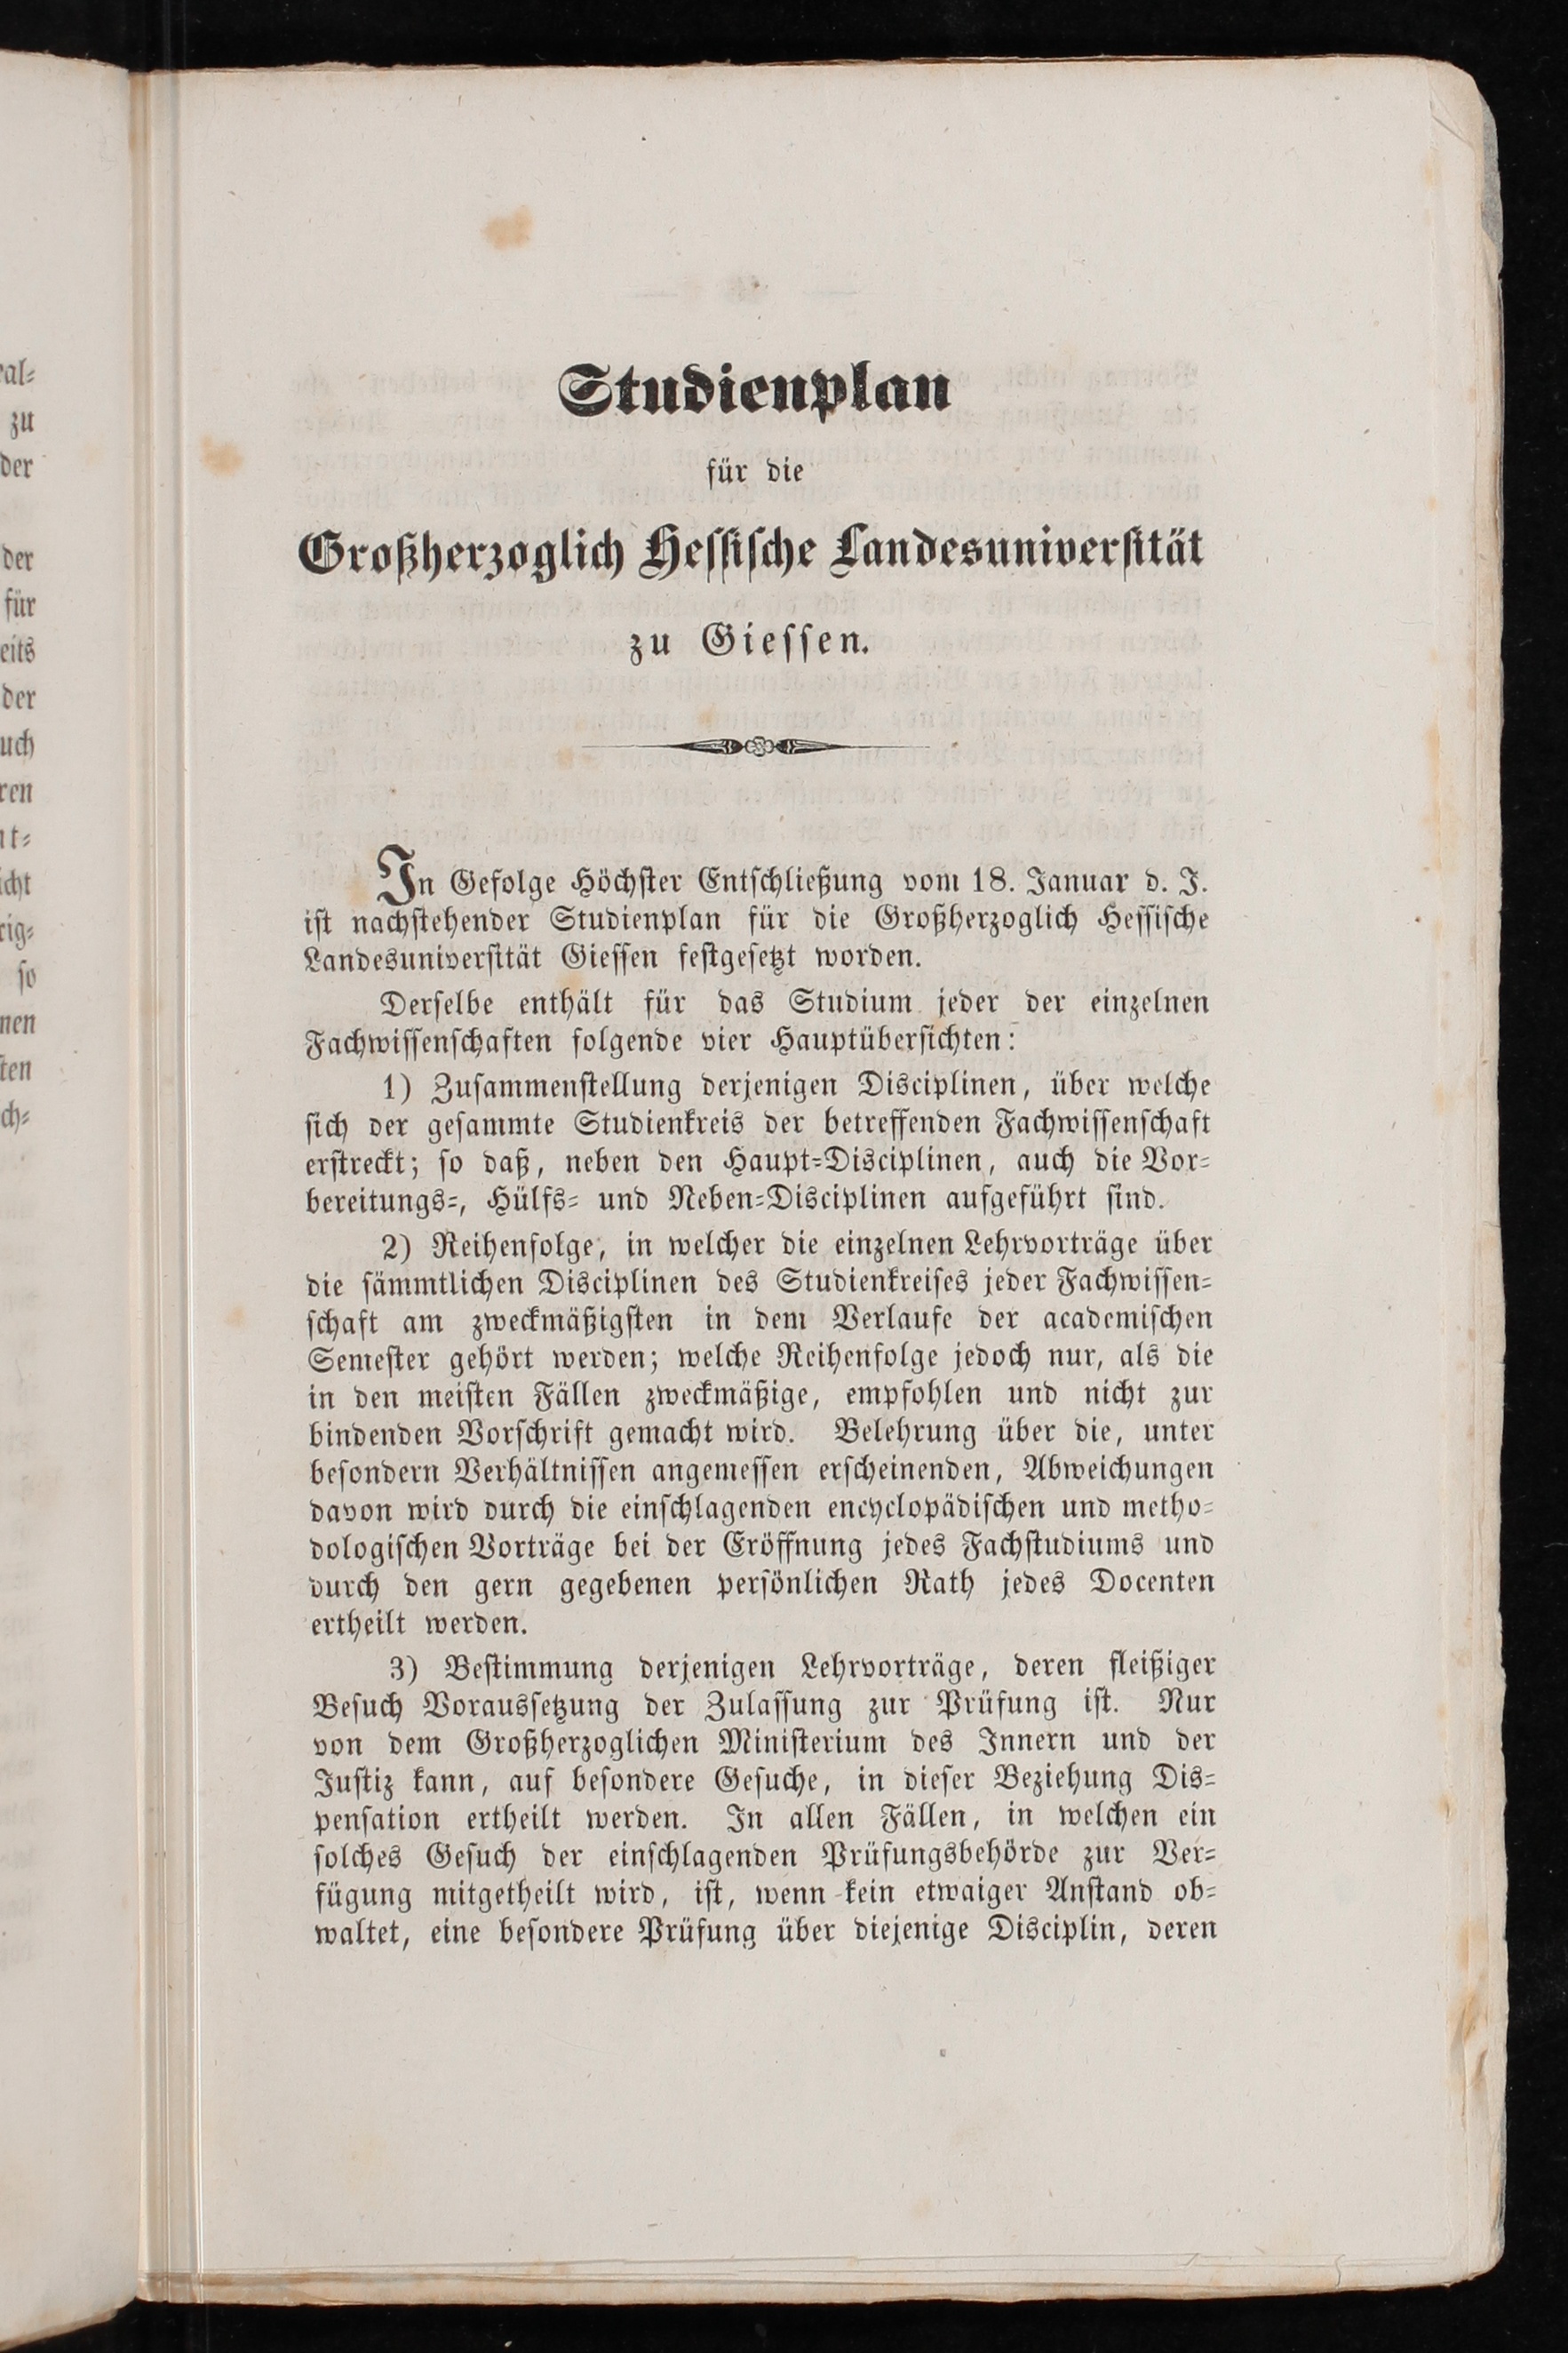 Studienplan
für die
Großherzoglich Hessische Landesuniversität
zu Giessen.
In Gefolge Höchster Entschließung vom 18. Januar d. J.
ist nachstehender Studienplan für die Großherzoglich Hessische
Landesuniversität Giessen festgesetzt worden.
Derselbe enthält für das Studium jeder der einzelnen
Fachwissenschaften folgende vier Hauptübersichten:
1) Zusammenstellung derjenigen Disciplinen, über welche
sich der gesammte Studienkreis der betreffenden Fachwissenschaft
erstreckt; so daß, neben den Haupt-Disciplinen, auch die Vor-
bereitungs-, Hülfs- und Neben-Disciplinen aufgeführt sind.
2) Reihenfolge, in welcher die einzelnen Lehrvorträge über
die sämmtlichen Disciplinen des Studienkreises jeder Fachwissen-
schaft am zweckmäßigsten in dem Verlaufe der academischen
Semester gehört werden; welche Reihenfolge jedoch nur, als die
in den meisten Fällen zweckmäßige, empfohlen und nicht zur
bindenden Vorschrift gemacht wird. Belehrung über die, unter
besondern Verhältnissen angemessen erscheinenden, Abweichungen
davon wird durch die einschlagenden encyclopädischen und metho-
dologischen Vorträge bei der Eröffnung jedes Fachstudiums und
durch den gern gegebenen persönlichen Rath jedes Docenten
ertheilt werden.
3) Bestimmung derjenigen Lehrvorträge, deren fleißiger
Besuch Voraussetzung der Zulassung zur Prüfung ist. Nur
von dem Großherzoglichen Ministerium des Innern und der
Justiz kann, auf besondere Gesuche, in dieser Beziehung Dis-
pensation ertheilt werden. In allen Fällen, in welchen ein
solches Gesuch der einschlagenden Prüfungsbehörde zur Ver-
fügung mitgetheilt wird, ist, wenn kein etwaiger Anstand ob-
waltet, eine besondere Prüfung über diejenige Disciplin, deren